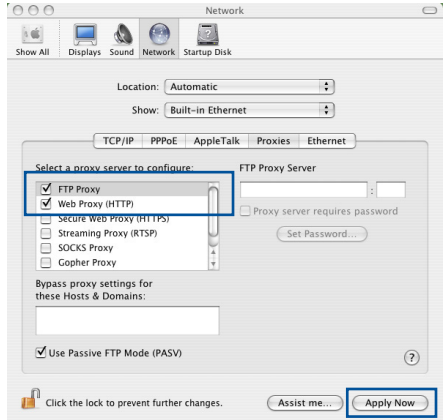 Network
Show All Displays Sound Network Startup Disk
Location: Automatic
Show: Built-in Ethernet
TCP/IP PPPoE AppleTalk Proxies Ethernet
Select a proxy server to configure: FTP Proxy Server
FTP Proxy :
Web Proxy (HTTP) Proxy server requires password
Secure Web Proxy (HTTPS)
Streaming Proxy (RTSP) Set Password...
SOCKS Proxy
Gopher Proxy
Bypass proxy settings for
these Hosts & Domains:
Use Passive FTP Mode (PASV) ?
Click the lock to prevent further changes. Assist me... Apply Now